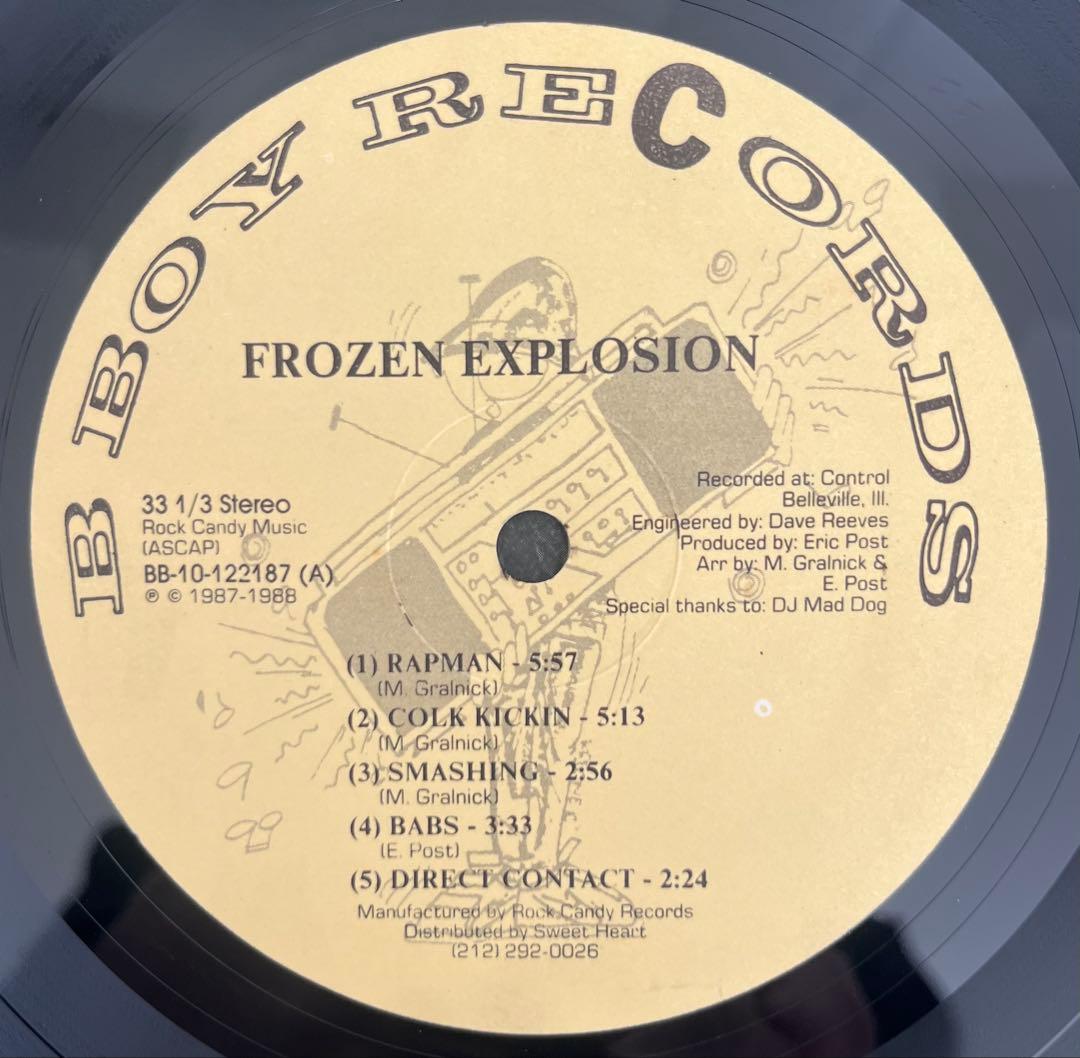 B BOY RECORDS
FROZEN EXPLOSION
33 1/3 Stereo
Rock Candy Music
(ASCAP)
BB-10-122187 (A)
℗ © 1987-1988
Recorded at: Control
Belleville, Ill.
Engineered by: Dave Reeves
Produced by: Eric Post
Arr by: M. Gralnick &
E. Post
Special thanks to: DJ Mad Dog
(1) RAPMAN - 5:57
(M. Gralnick)
(2) COLK KICKIN - 5:13
(M. Gralnick)
(3) SMASHING - 2:56
(M. Gralnick)
(4) BABS - 3:33
(E. Post)
(5) DIRECT CONTACT - 2:24
Manufactured by Rock Candy Records
Distributed by Sweet Heart
(212) 292-0026